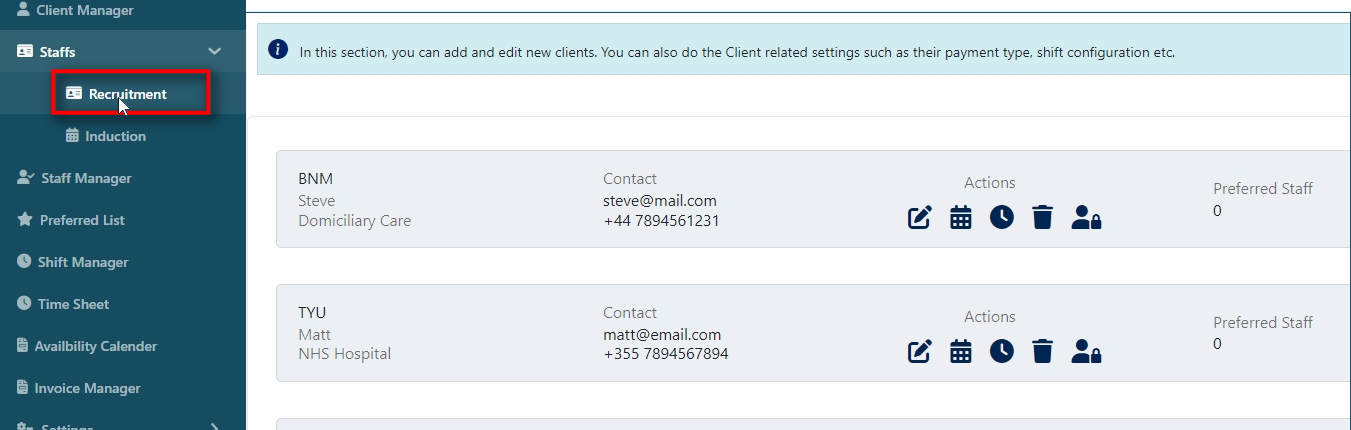 Client Manager
Staffs
Recruitment
Induction
Staff Manager
Preferred List
Shift Manager
Time Sheet
Availbility Calender
Invoice Manager
Settings
In this section, you can add and edit new clients. You can also do the Client related settings such as their payment type, shift configuration etc.
BNM
Steve
Domiciliary Care
Contact
steve@mail.com
+44 7894561231
Actions
Preferred Staff
0
TYU
Matt
NHS Hospital
Contact
matt@email.com
+355 7894567894
Actions
Preferred Staff
0